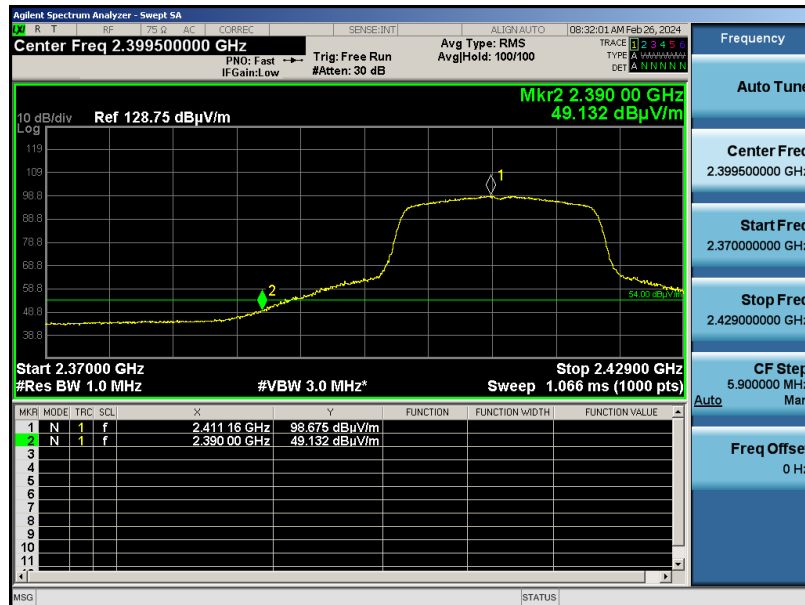 Agilent Spectrum Analyzer - Swept SA
LXI R T RF 75 Ω AC CORREC SENSE:INT ALIGN AUTO 08:32:01 AM Feb 26, 2024
Center Freq 2.399500000 GHz
PNO: Fast
IFGain:Low
Trig: Free Run
#Atten: 30 dB
Avg Type: RMS
Avg|Hold: 100/100
TRACE 1 2 3 4 5 6
TYPE A WWWWW
DET A N N N N N
Frequency
Mkr2 2.390 00 GHz
49.132 dBµV/m
10 dB/div Ref 128.75 dBµV/m
Log
119
109
98.8
88.8
78.8
68.8
58.8
48.8
38.8
1
2
54.00 dBµV/m
Start 2.37000 GHz Stop 2.42900 GHz
#Res BW 1.0 MHz #VBW 3.0 MHz* Sweep 1.066 ms (1000 pts)
MKR MODE TRC SCL X Y FUNCTION FUNCTION WIDTH FUNCTION VALUE
1 N 1 f 2.411 16 GHz 98.675 dBµV/m
2 N 1 f 2.390 00 GHz 49.132 dBµV/m
3
4
5
6
7
8
9
10
11
Auto Tune
Center Freq
2.399500000 GHz
Start Freq
2.370000000 GHz
Stop Freq
2.429000000 GHz
CF Step
5.900000 MHz
Auto Man
Freq Offset
0 Hz
MSG STATUS